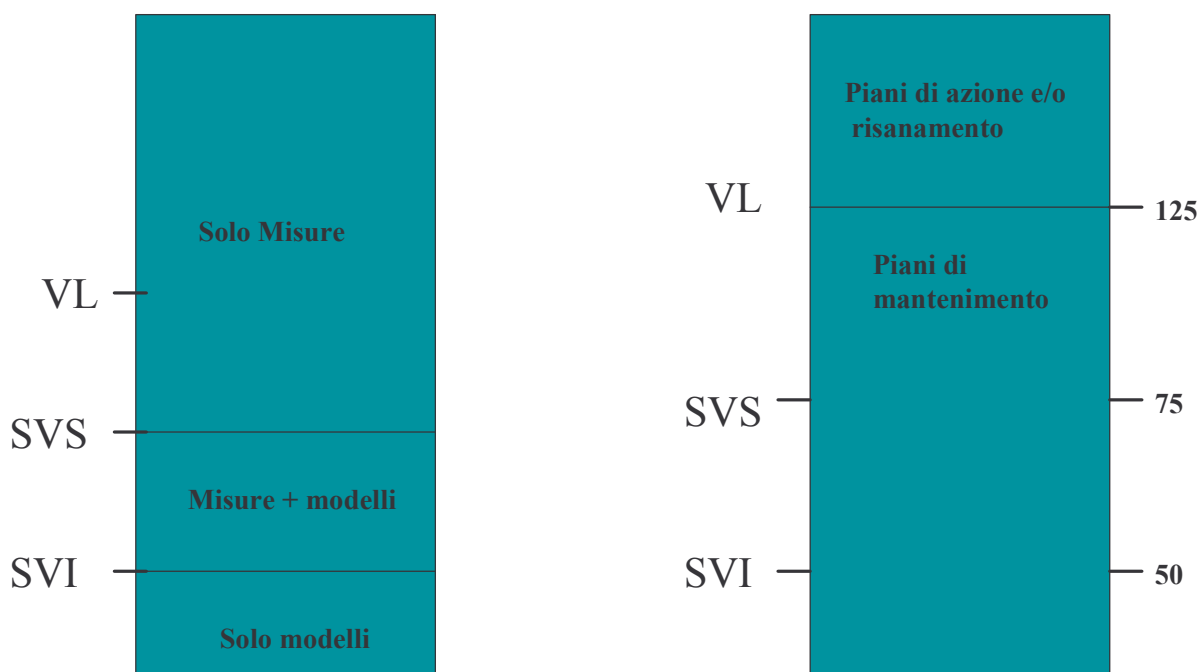 Solo Misure
VL
SVS
Misure + modelli
SVI
Solo modelli
Piani di azione e/o
risanamento
VL
125
Piani di
mantenimento
SVS
75
SVI
50